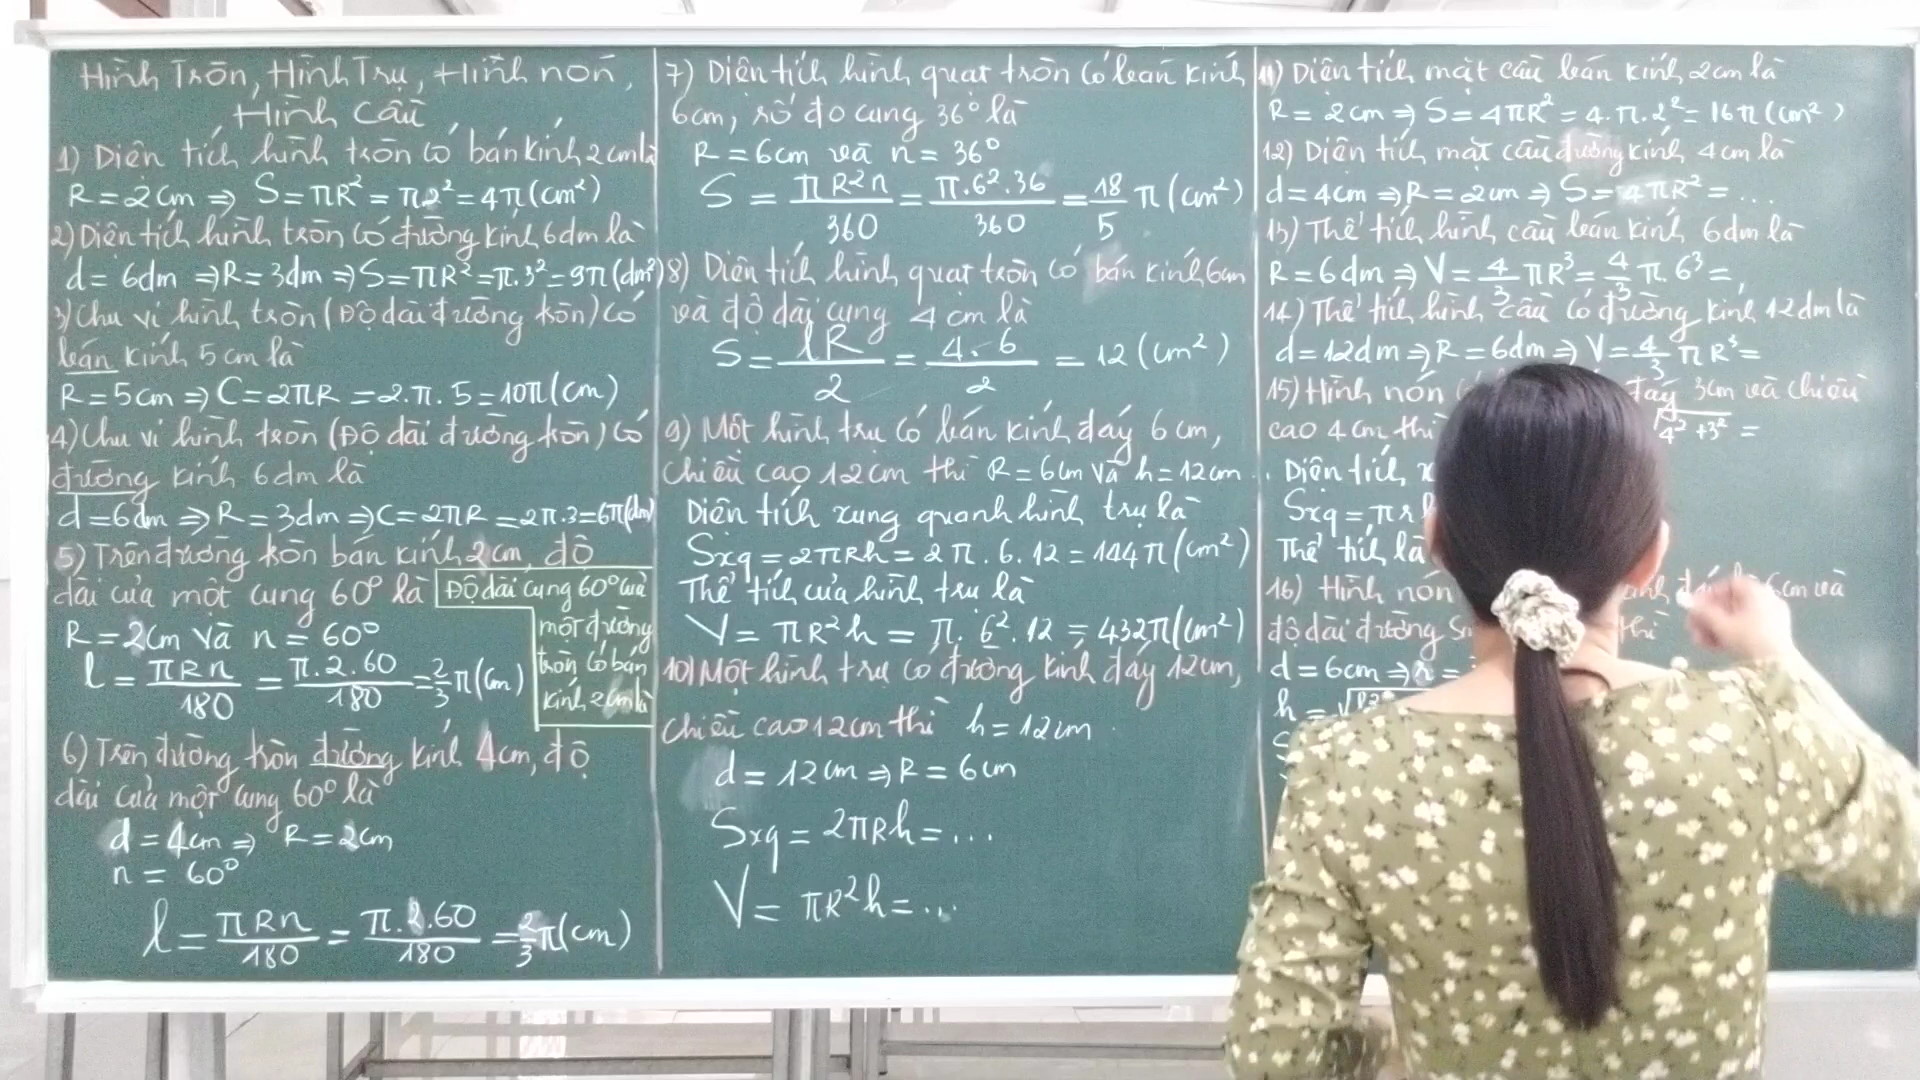 Hình Tròn, Hình Trụ, Hình nón,
Hình cầu
1) Diện tích hình tròn có bán kính 2cm là
R = 2cm ⇒ S = πR² = π.2² = 4π (cm²)
2) Diện tích hình tròn có đường kính 6dm là
d = 6dm ⇒ R = 3dm ⇒ S = πR² = π.3² = 9π (dm²)
3) Chu vi hình tròn (Độ dài đường tròn) có
bán kính 5cm là
R = 5cm ⇒ C = 2πR = 2.π.5 = 10π (cm)
4) Chu vi hình tròn (Độ dài đường tròn) có
đường kính 6dm là
d = 6dm ⇒ R = 3dm ⇒ C = 2πR = 2π.3 = 6π (dm)
5) Trên đường tròn bán kính 2cm, độ
dài của một cung 60° là
R = 2cm và n = 60°
l = πRn/180 = π.2.60/180 = 2/3 π (cm)
Độ dài cung 60° của
một đường
tròn có bán
kính 2cm là
6) Trên đường tròn đường kính 4cm, độ
dài của một cung 60° là
d = 4cm ⇒ R = 2cm
n = 60°
l = πRn/180 = π.2.60/180 = 2/3 π (cm)
7) Diện tích hình quạt tròn có bán kính
6cm, số đo cung 36° là
R = 6cm và n = 36°
S = πR²n/360 = π.6².36/360 = 18/5 π (cm²)
8) Diện tích hình quạt tròn có bán kính 6cm
và độ dài cung 4cm là
S = lR/2 = 4.6/2 = 12 (cm²)
9) Một hình trụ có bán kính đáy 6cm,
chiều cao 12cm thì R = 6cm và h = 12cm
Diện tích xung quanh hình trụ là
Sxq = 2πRh = 2π.6.12 = 144π (cm²)
Thể tích của hình trụ là
V = πR²h = π.6².12 = 432π (cm²)
10) Một hình trụ có đường kính đáy 12cm,
chiều cao 12cm thì h = 12cm
d = 12cm ⇒ R = 6cm
Sxq = 2πRh = ...
V = πR²h = ...
11) Diện tích mặt cầu bán kính 2cm là
R = 2cm ⇒ S = 4πR² = 4.π.2² = 16π (cm²)
12) Diện tích mặt cầu đường kính 4cm là
d = 4cm ⇒ R = 2cm ⇒ S = 4πR² = ...
13) Thể tích hình cầu bán kính 6dm là
R = 6dm ⇒ V = 4/3 πR³ = 4/3 π.6³ =
14) Thể tích hình cầu có đường kính 12dm là
d = 12dm ⇒ R = 6dm ⇒ V = 4/3 πR³ =
15) Hình nón đáy 3cm và chiều
cao 4cm thì √4² + 3² =
Diện tích
Sxq = πr
Thể tích là
16) Hình nón 6cm và
độ dài đường thì
d = 6cm ⇒ r =
h =